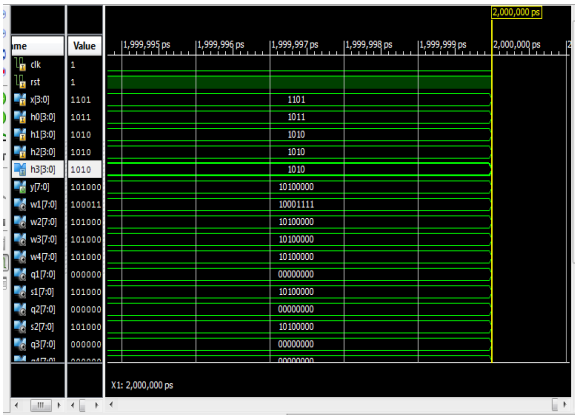 2,000,000 ps
ame Value 1,999,995 ps 1,999,996 ps 1,999,997 ps 1,999,998 ps 1,999,999 ps 2,000,000 ps 2
clk 1
rst 1
x[3:0] 1101 1101
h0[3:0] 1011 1011
h1[3:0] 1010 1010
h2[3:0] 1010 1010
h3[3:0] 1010 1010
y[7:0] 101000 10100000
w1[7:0] 100011 10001111
w2[7:0] 101000 10100000
w3[7:0] 101000 10100000
w4[7:0] 101000 10100000
q1[7:0] 000000 00000000
s1[7:0] 101000 10100000
q2[7:0] 000000 00000000
s2[7:0] 101000 10100000
q3[7:0] 000000 00000000
X1: 2,000,000 ps